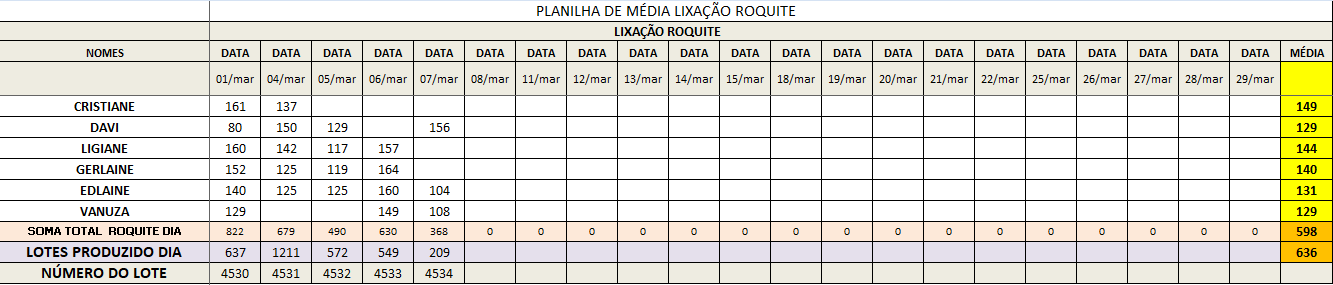 PLANILHA DE MÉDIA LIXAÇÃO ROQUITE
LIXAÇÃO ROQUITE
NOMES DATA DATA DATA DATA DATA DATA DATA DATA DATA DATA DATA DATA DATA DATA DATA DATA DATA DATA DATA DATA DATA MÉDIA
01/mar 04/mar 05/mar 06/mar 07/mar 08/mar 11/mar 12/mar 13/mar 14/mar 15/mar 18/mar 19/mar 20/mar 21/mar 22/mar 25/mar 26/mar 27/mar 28/mar 29/mar
CRISTIANE 161 137 149
DAVI 80 150 129 156 129
LIGIANE 160 142 117 157 144
GERLAINE 152 125 119 164 140
EDLAINE 140 125 125 160 104 131
VANUZA 129 149 108 129
SOMA TOTAL ROQUITE DIA 822 679 490 630 368 0 0 0 0 0 0 0 0 0 0 0 0 0 0 0 0 598
LOTES PRODUZIDO DIA 637 1211 572 549 209 636
NÚMERO DO LOTE 4530 4531 4532 4533 4534